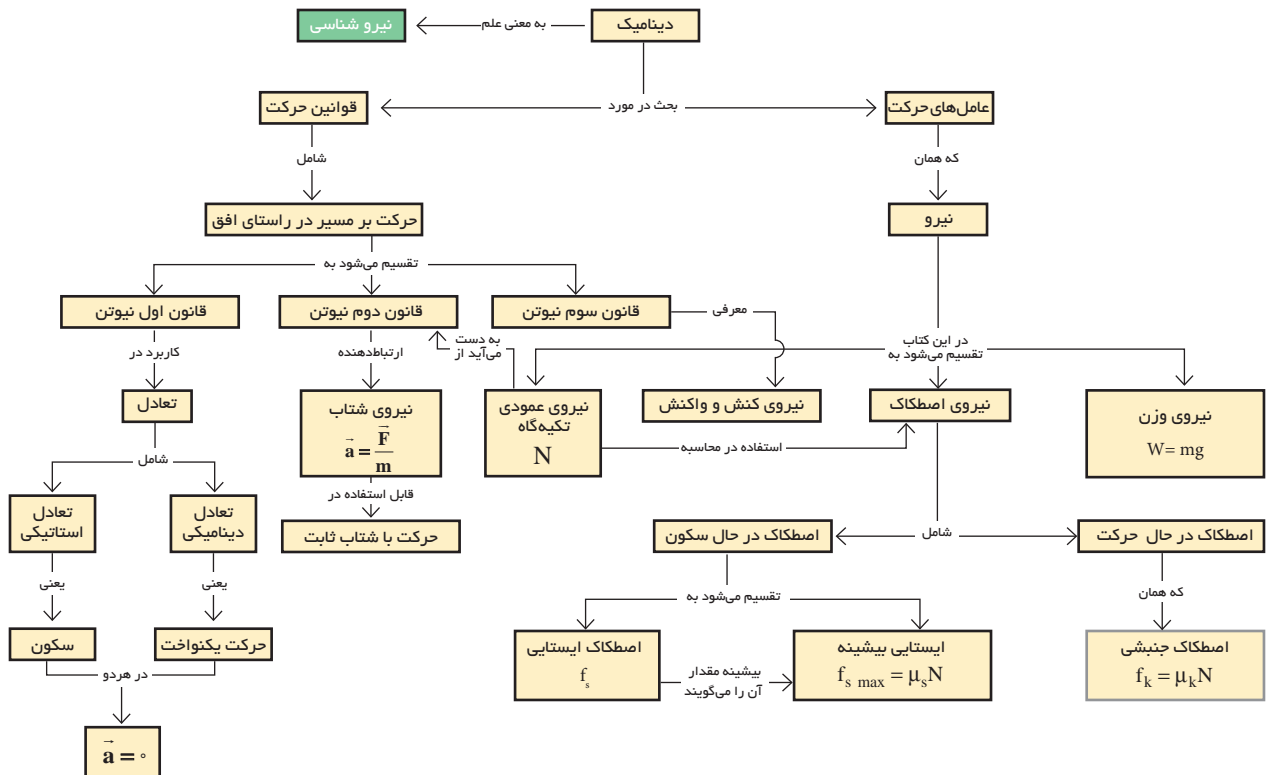 دینامیک
به معنی علم
نیرو شناسی
بحث در مورد
عامل‌های حرکت
قوانین حرکت
که همان
شامل
نیرو
حرکت بر مسیر در راستای افق
تقسیم می‌شود به
قانون سوم نیوتن
قانون دوم نیوتن
قانون اول نیوتن
معرفی
به دست
می‌آید از
ارتباط‌دهنده
کاربرد در
در این کتاب
تقسیم می‌شود به
نیروی وزن
W= mg
نیروی اصطکاک
نیروی کنش و واکنش
نیروی عمودی
تکیه‌گاه
N
استفاده در محاسبه
نیروی شتاب
a⃗ = F⃗/m
تعادل
قابل استفاده در
حرکت با شتاب ثابت
شامل
تعادل
دینامیکی
تعادل
استاتیکی
یعنی
یعنی
حرکت یکنواخت
سکون
در هردو
a⃗ = ۰
شامل
اصطکاک در حال حرکت
اصطکاک در حال سکون
که همان
تقسیم می‌شود به
اصطکاک جنبشی
f_k = μ_k N
ایستایی بیشینه
f_s max = μ_s N
بیشینه مقدار
آن را می‌گویند
اصطکاک ایستایی
f_s